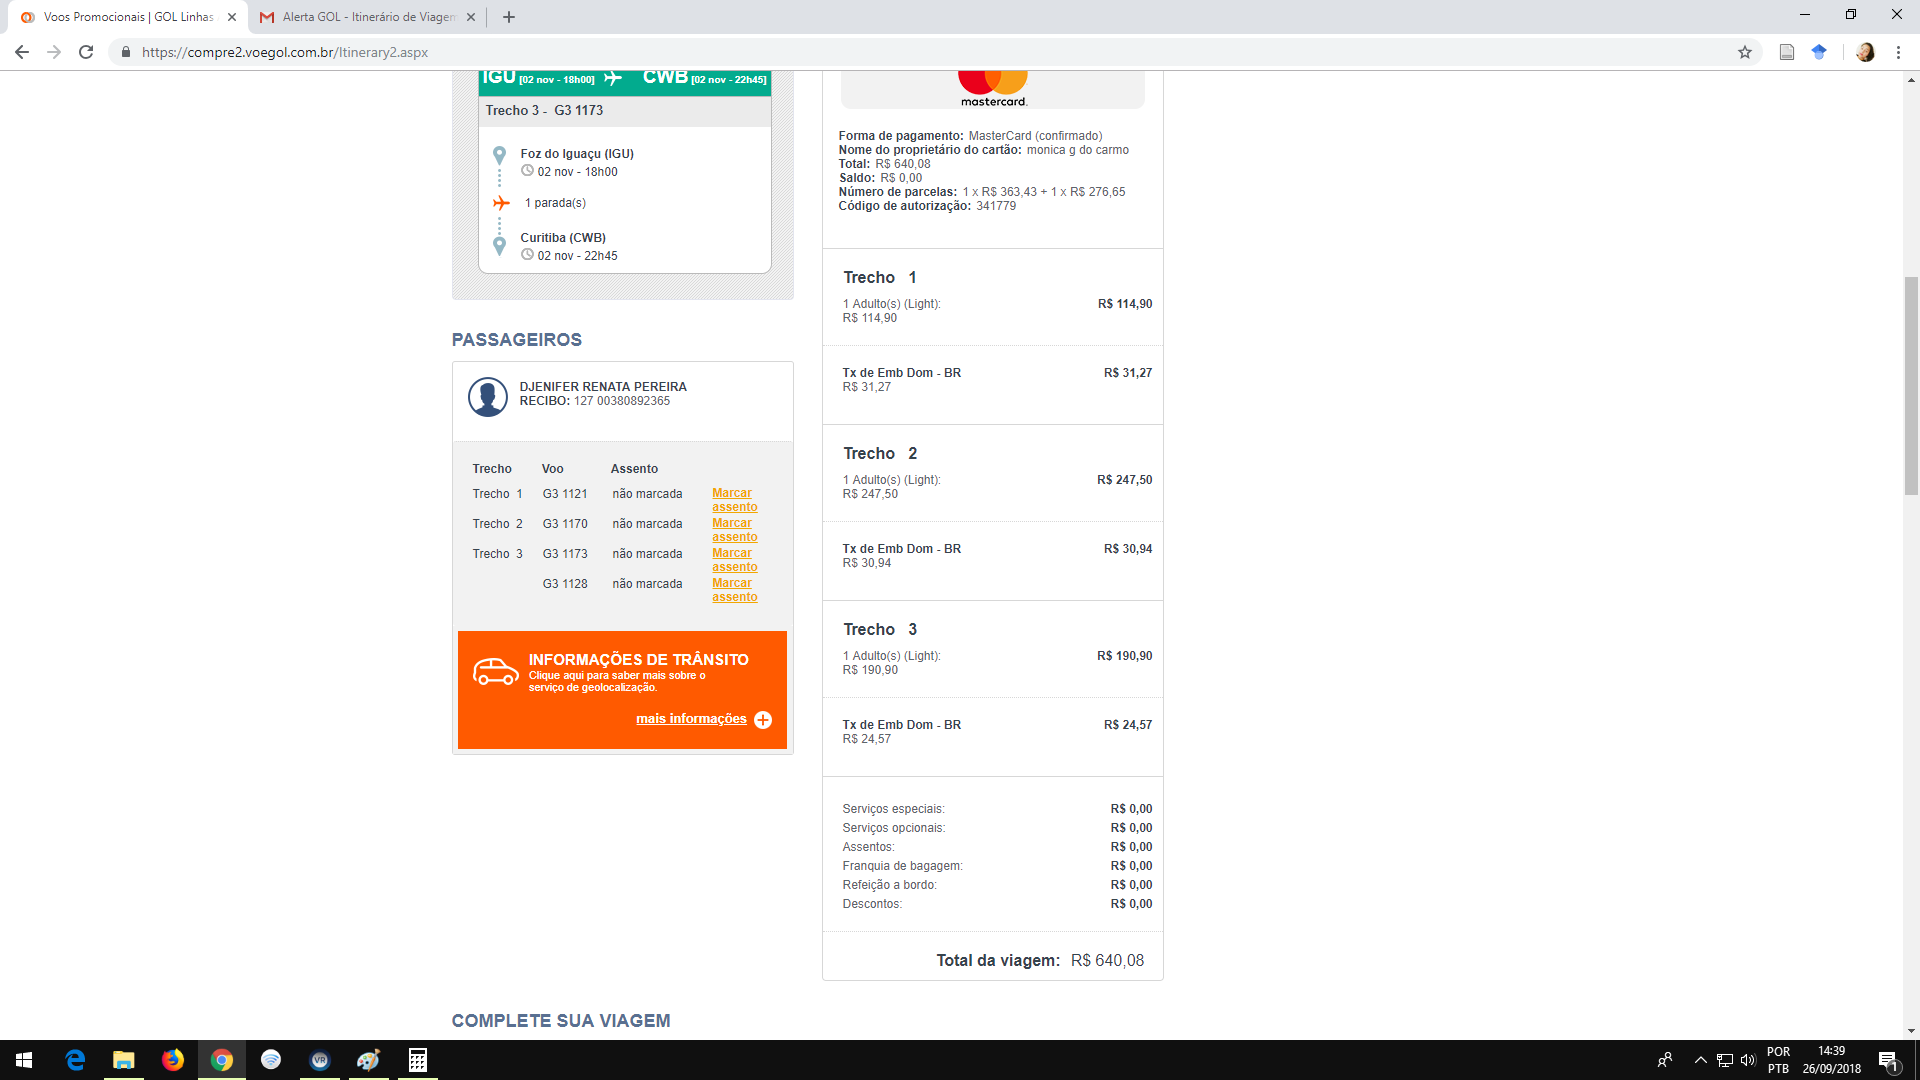 Voos Promocionais | GOL Linhas
Alerta GOL - Itinerário de Viagem
https://compre2.voegol.com.br/Itinerary2.aspx
IGU [02 nov - 18h00] CWB [02 nov - 22h45]
Trecho 3 - G3 1173
Foz do Iguaçu (IGU)
02 nov - 18h00
1 parada(s)
Curitiba (CWB)
02 nov - 22h45
PASSAGEIROS
DJENIFER RENATA PEREIRA
RECIBO: 127 00380892365
Trecho Voo Assento
Trecho 1 G3 1121 não marcada Marcar
assento
Trecho 2 G3 1170 não marcada Marcar
assento
Trecho 3 G3 1173 não marcada Marcar
assento
G3 1128 não marcada Marcar
assento
INFORMAÇÕES DE TRÂNSITO
Clique aqui para saber mais sobre o
serviço de geolocalização.
mais informações
mastercard.
Forma de pagamento: MasterCard (confirmado)
Nome do proprietário do cartão: monica g do carmo
Total: R$ 640,08
Saldo: R$ 0,00
Número de parcelas: 1 x R$ 363,43 + 1 x R$ 276,65
Código de autorização: 341779
Trecho 1
1 Adulto(s) (Light): R$ 114,90
R$ 114,90
Tx de Emb Dom - BR R$ 31,27
R$ 31,27
Trecho 2
1 Adulto(s) (Light): R$ 247,50
R$ 247,50
Tx de Emb Dom - BR R$ 30,94
R$ 30,94
Trecho 3
1 Adulto(s) (Light): R$ 190,90
R$ 190,90
Tx de Emb Dom - BR R$ 24,57
R$ 24,57
Serviços especiais: R$ 0,00
Serviços opcionais: R$ 0,00
Assentos: R$ 0,00
Franquia de bagagem: R$ 0,00
Refeição a bordo: R$ 0,00
Descontos: R$ 0,00
Total da viagem: R$ 640,08
COMPLETE SUA VIAGEM
VR
POR
PTB
14:39
26/09/2018
1